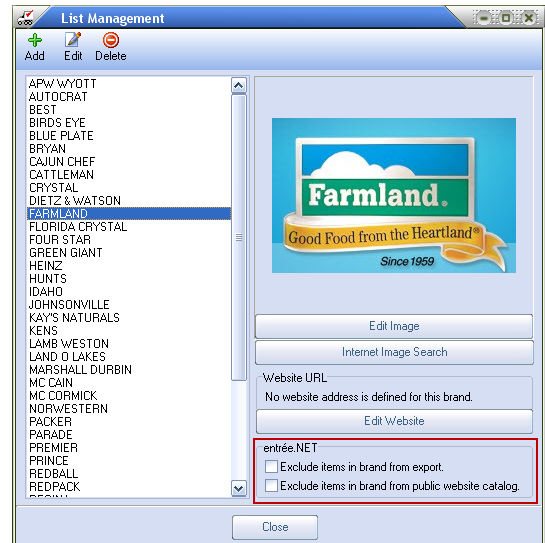 List Management
Add Edit Delete
APW WYOTT
AUTOCRAT
BEST
BIRDS EYE
BLUE PLATE
BRYAN
CAJUN CHEF
CATTLEMAN
CRYSTAL
DIETZ & WATSON
FARMLAND
FLORIDA CRYSTAL
FOUR STAR
GREEN GIANT
HEINZ
HUNTS
IDAHO
JOHNSONVILLE
KAY'S NATURALS
KENS
LAMB WESTON
LAND O LAKES
MARSHALL DURBIN
MC CAIN
MC CORMICK
NORWESTERN
PACKER
PARADE
PREMIER
PRINCE
REDBALL
REDPACK
Farmland®
Good Food from the Heartland®
Since 1959
Edit Image
Internet Image Search
Website URL
No website address is defined for this brand.
Edit Website
entrée.NET
Exclude items in brand from export.
Exclude items in brand from public website catalog.
Close